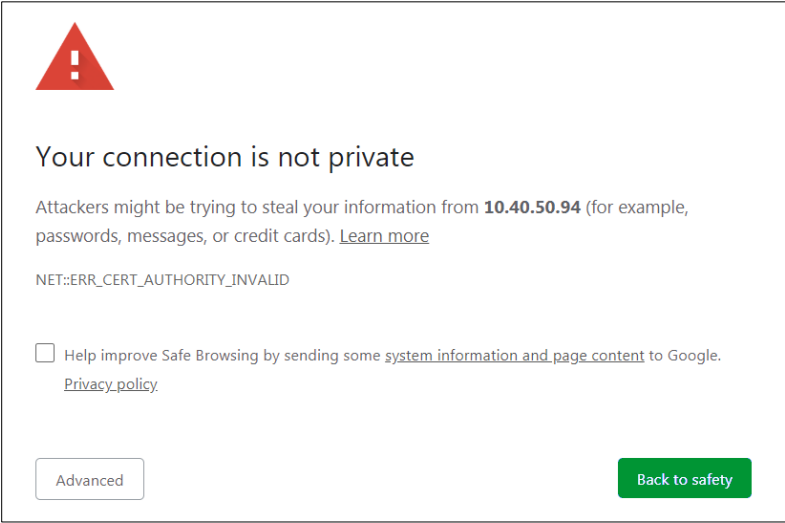 Your connection is not private
Attackers might be trying to steal your information from 10.40.50.94 (for example,
passwords, messages, or credit cards). Learn more
NET::ERR_CERT_AUTHORITY_INVALID
Help improve Safe Browsing by sending some system information and page content to Google.
Privacy policy
Advanced
Back to safety